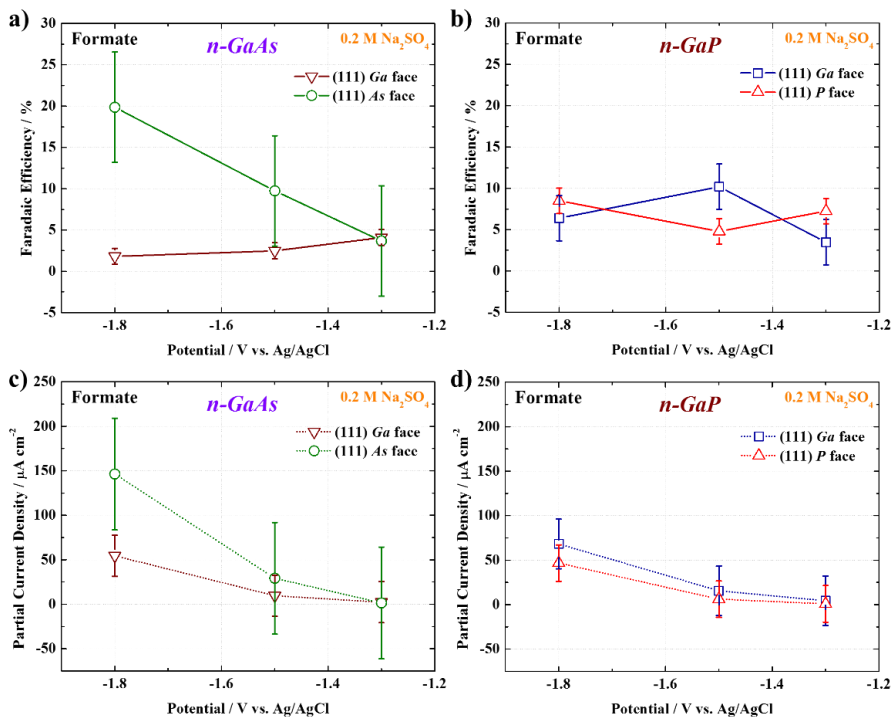 a)
Formate
n-GaAs
0.2 M Na₂SO₄
(111) Ga face
(111) As face
30
25
20
15
10
5
0
-5
Faradaic Efficiency / %
-1.8
-1.6
-1.4
-1.2
Potential / V vs. Ag/AgCl
b)
Formate
n-GaP
0.2 M Na₂SO₄
(111) Ga face
(111) P face
30
25
20
15
10
5
0
-5
Faradaic Efficiency / %
-1.8
-1.6
-1.4
-1.2
Potential / V vs. Ag/AgCl
c)
Formate
n-GaAs
0.2 M Na₂SO₄
(111) Ga face
(111) As face
250
200
150
100
50
0
-50
Partial Current Density / μA cm⁻²
-1.8
-1.6
-1.4
-1.2
Potential / V vs. Ag/AgCl
d)
Formate
n-GaP
0.2 M Na₂SO₄
(111) Ga face
(111) P face
250
200
150
100
50
0
-50
Partial Current Density / μA cm⁻²
-1.8
-1.6
-1.4
-1.2
Potential / V vs. Ag/AgCl